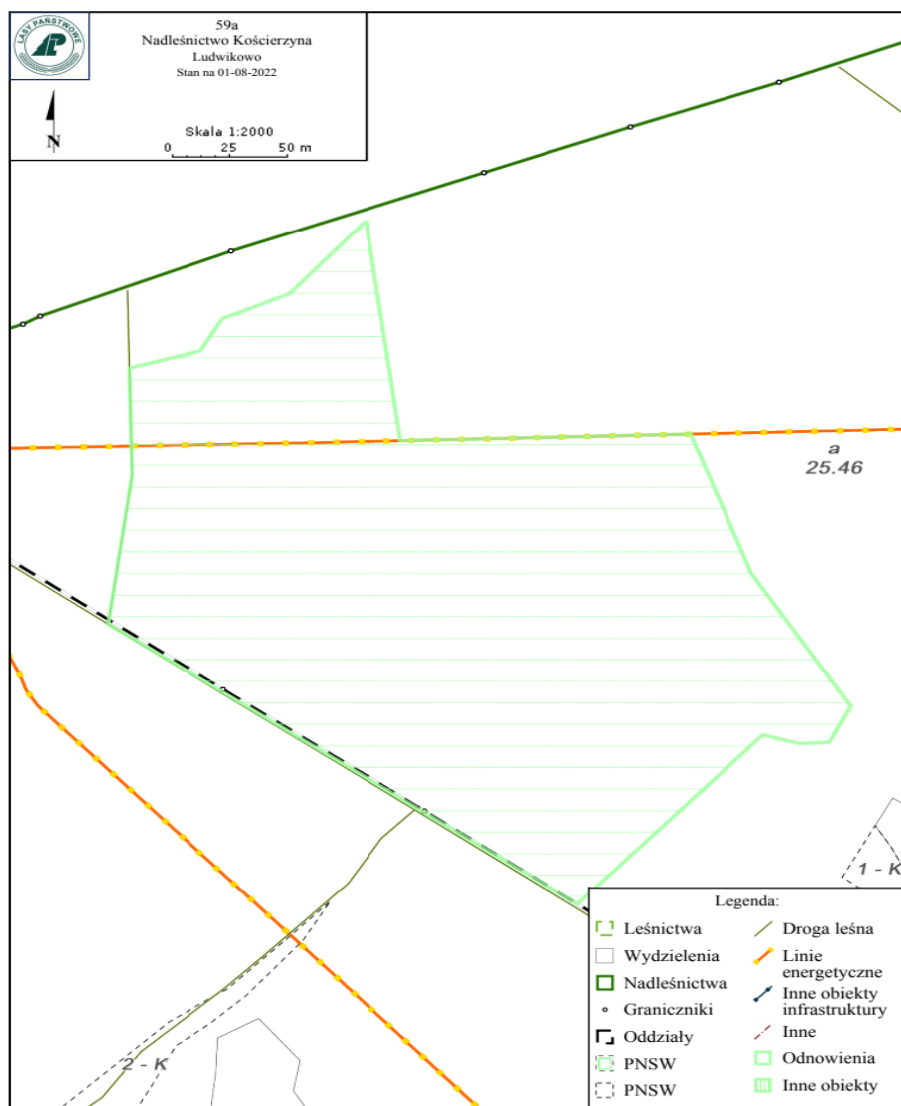 LASY PAŃSTWOWE
59a
Nadleśnictwo Kościerzyna
Ludwikowo
Stan na 01-08-2022
N
Skala 1:2000
0 25 50 m
a
25.46
1 - K
2 - K
Legenda:
Leśnictwa
Wydzielenia
Nadleśnictwa
Graniczniki
Oddziały
PNSW
PNSW
Droga leśna
Linie
energetyczne
Inne obiekty
infrastruktury
Inne
Odnowienia
Inne obiekty